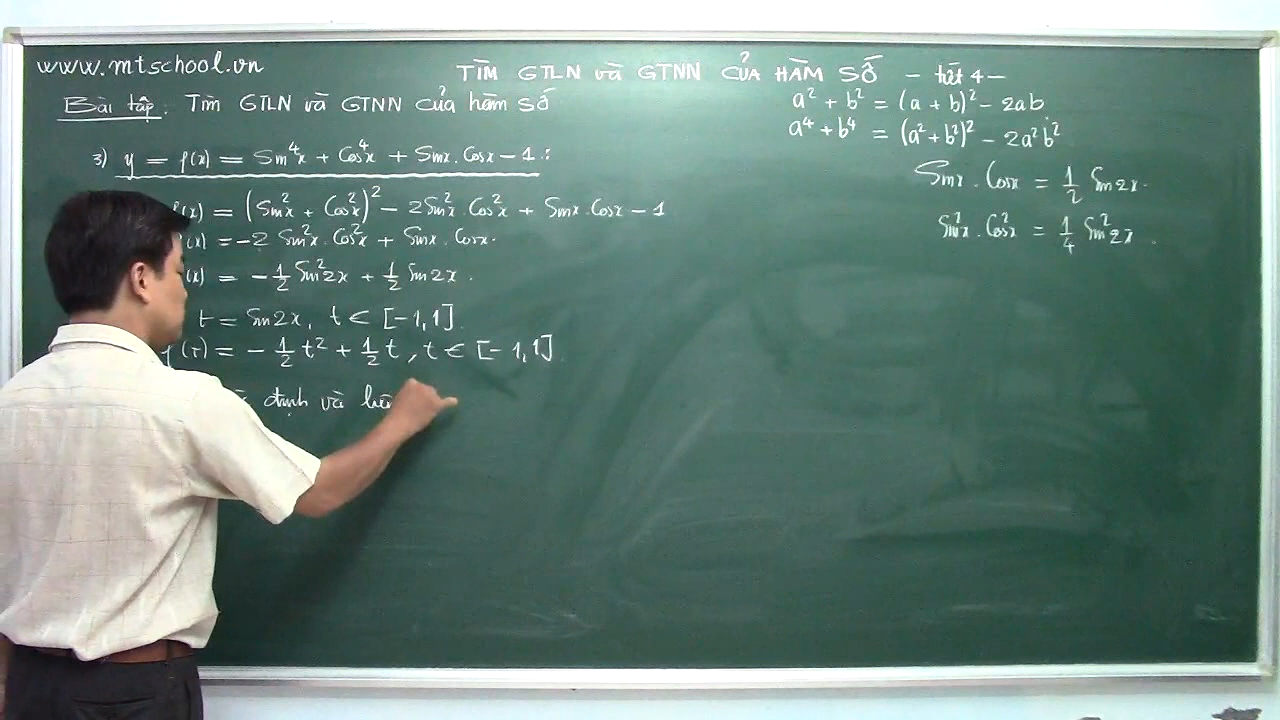 www.mtschool.vn
TÌM GTLN và GTNN CỦA HÀM SỐ - tiết 4 -
Bài tập: Tìm GTLN và GTNN của hàm số
a² + b² = (a + b)² - 2ab
a⁴ + b⁴ = (a² + b²)² - 2a²b²
3) y = f(x) = Sin⁴x + Cos⁴x + Sinx.Cosx - 1 :
Sinx.Cosx = 1/2 Sin2x.
(x) = (Sin²x + Cos²x)² - 2Sin²x.Cos²x + Sinx.Cosx - 1
Sin²x.Cos²x = 1/4 Sin²2x.
(x) = -2 Sin²x.Cos²x + Sinx.Cosx.
(x) = -1/2 Sin²2x + 1/2 Sin2x.
t = Sin2x, t ∈ [-1,1].
f(t) = -1/2 t² + 1/2 t, t ∈ [-1,1].
định và liê